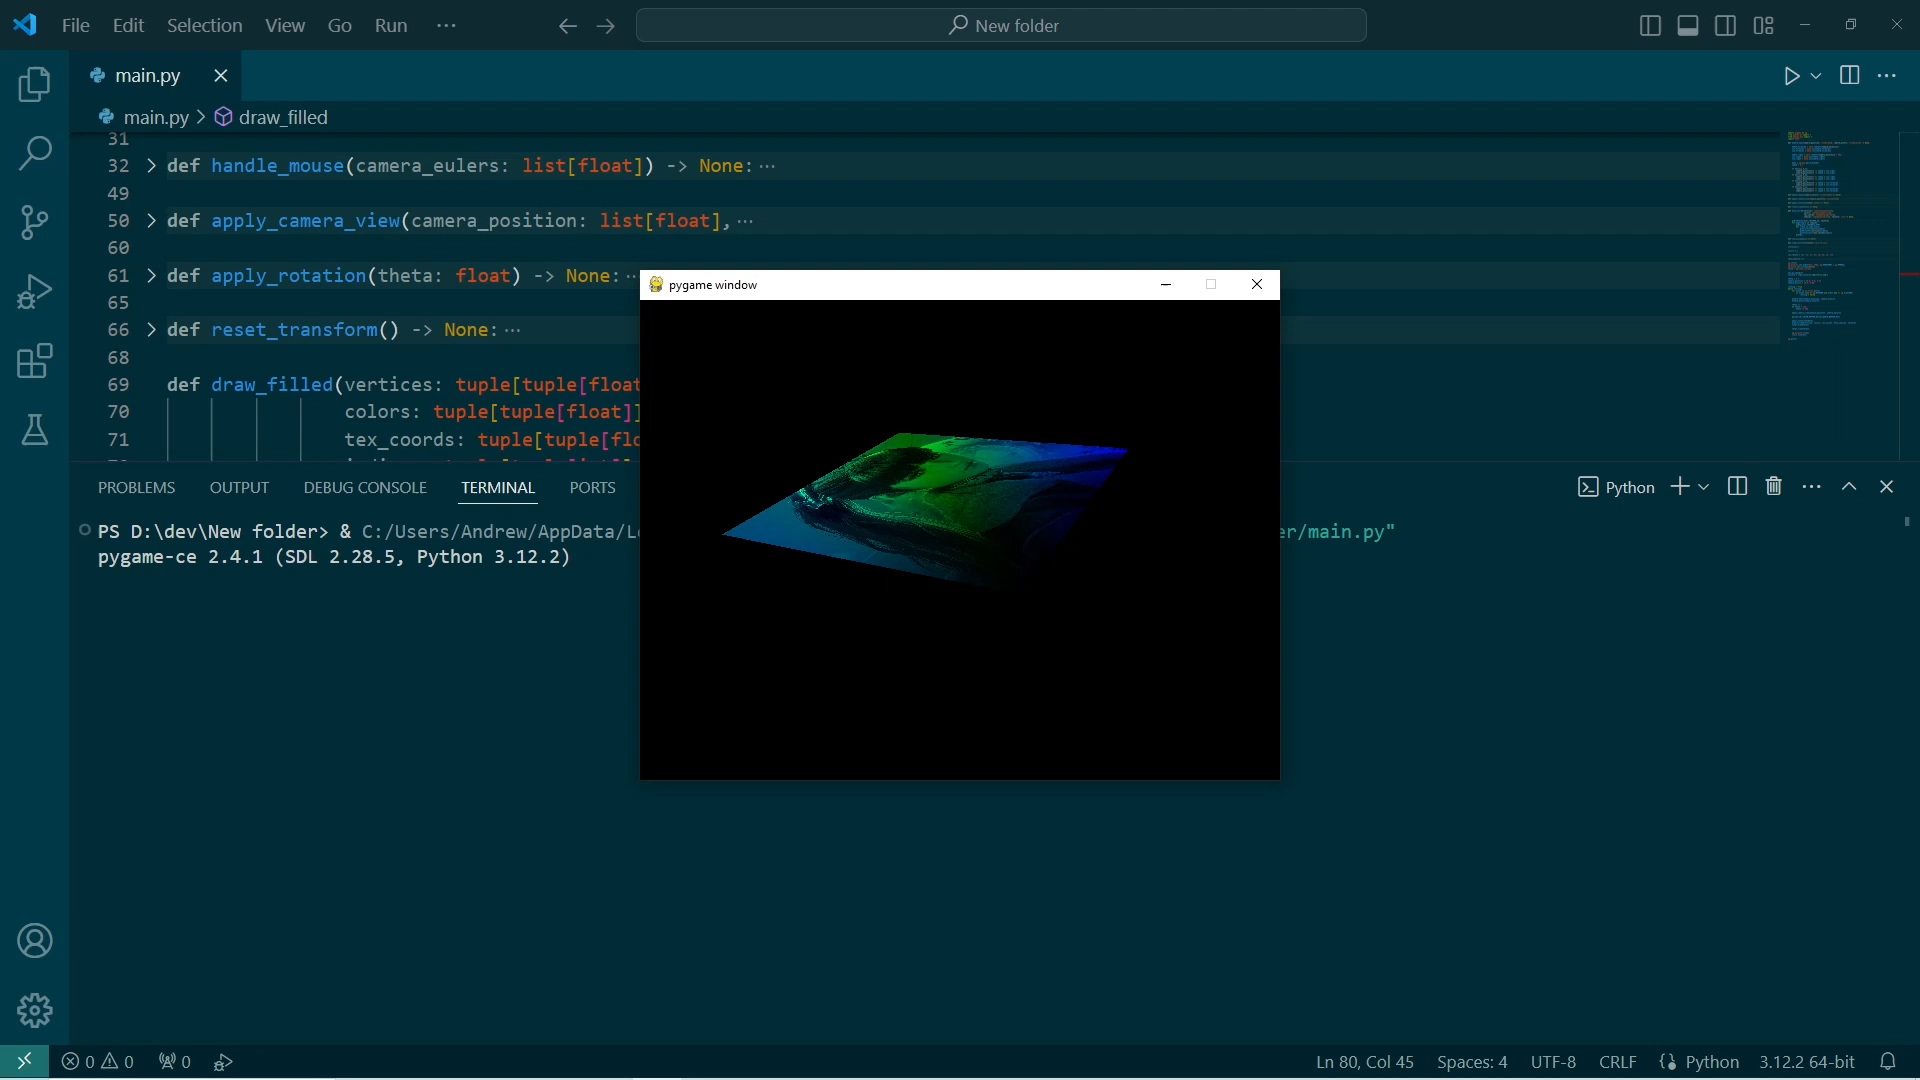 File Edit Selection View Go Run ··· New folder
main.py
main.py > draw_filled
31
32 > def handle_mouse(camera_eulers: list[float]) -> None:···
49
50 > def apply_camera_view(camera_position: list[float],···
60
61 > def apply_rotation(theta: float) -> None:··
65
66 > def reset_transform() -> None:···
68
69 def draw_filled(vertices: tuple[tuple[float
70 colors: tuple[tuple[float]]
71 tex_coords: tuple[tuple[flo
pygame window
PROBLEMS OUTPUT DEBUG CONSOLE TERMINAL PORTS Python
PS D:\dev\New folder> & C:/Users/Andrew/AppData/L er/main.py"
pygame-ce 2.4.1 (SDL 2.28.5, Python 3.12.2)
0 0 0 Ln 80, Col 45 Spaces: 4 UTF-8 CRLF Python 3.12.2 64-bit